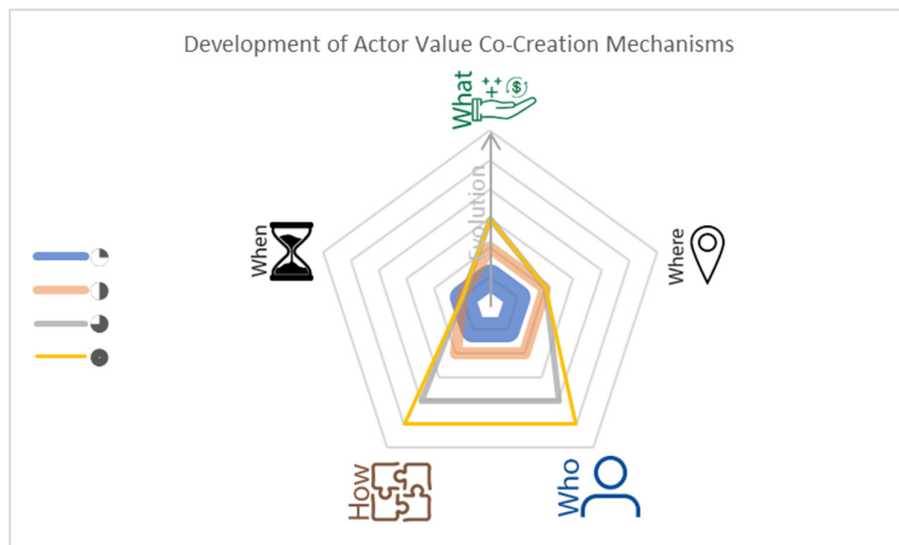 Development of Actor Value Co-Creation Mechanisms
What
Evolution
When
Where
How
Who